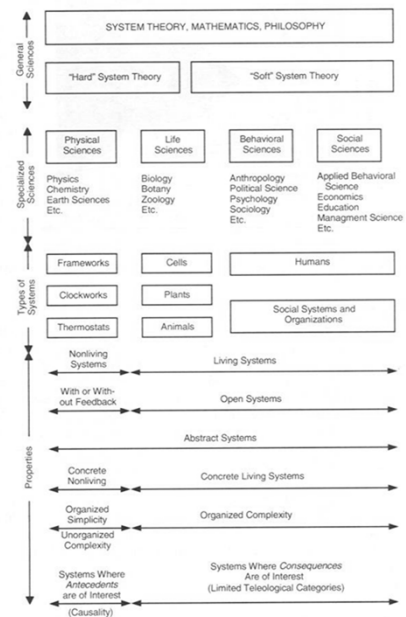 General
Sciences
SYSTEM THEORY, MATHEMATICS, PHILOSOPHY
"Hard" System Theory
"Soft" System Theory
Specialized
Sciences
Physical
Sciences
Life
Sciences
Behavioral
Sciences
Social
Sciences
Physics
Chemistry
Earth Sciences
Etc.
Biology
Botany
Zoology
Etc.
Anthropology
Political Science
Psychology
Sociology
Etc.
Applied Behavioral
Science
Economics
Education
Managment Science
Etc.
Types of
Systems
Frameworks
Cells
Humans
Clockworks
Plants
Social Systems and
Organizations
Thermostats
Animals
Properties
Nonliving
Systems
Living Systems
With or With-
out Feedback
Open Systems
Abstract Systems
Concrete
Nonliving
Concrete Living Systems
Organized
Simplicity
Organized Complexity
Unorganized
Complexity
Systems Where
Antecedents
are of Interest
(Causality)
Systems Where Consequences
Are of Interest
(Limited Teleological Categories)